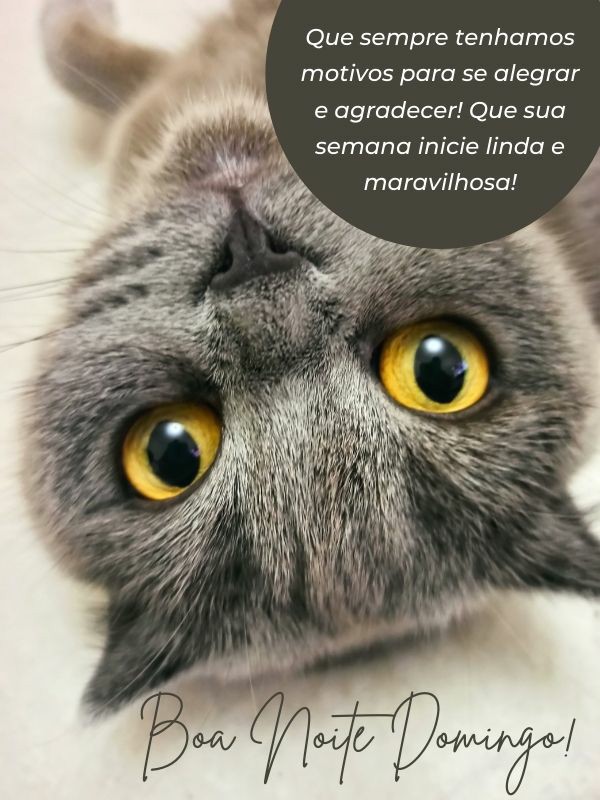 Que sempre tenhamos
motivos para se alegrar
e agradecer! Que sua
semana inicie linda e
maravilhosa!
Boa Noite Domingo!